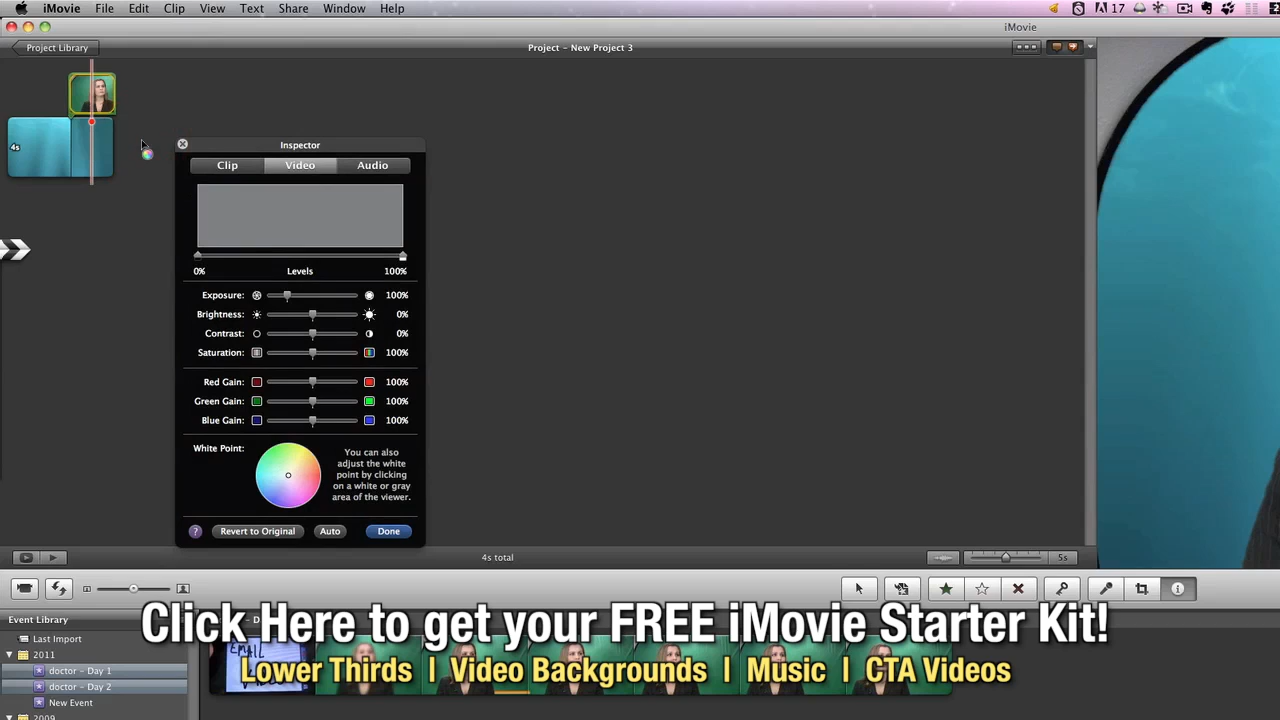 iMovie File Edit Clip View Text Share Window Help
17
iMovie
Project Library
Project - New Project 3
4s
Inspector
Clip Video Audio
0% Levels 100%
Exposure: 100%
Brightness: 0%
Contrast: 0%
Saturation: 100%
Red Gain: 100%
Green Gain: 100%
Blue Gain: 100%
White Point:
You can also
adjust the white
point by clicking
on a white or gray
area of the viewer.
? Revert to Original Auto Done
4s total
5s
Click Here to get your FREE iMovie Starter Kit!
Lower Thirds | Video Backgrounds | Music | CTA Videos
Event Library
Last Import
2011
doctor - Day 1
doctor - Day 2
New Event
2009
EMAIL